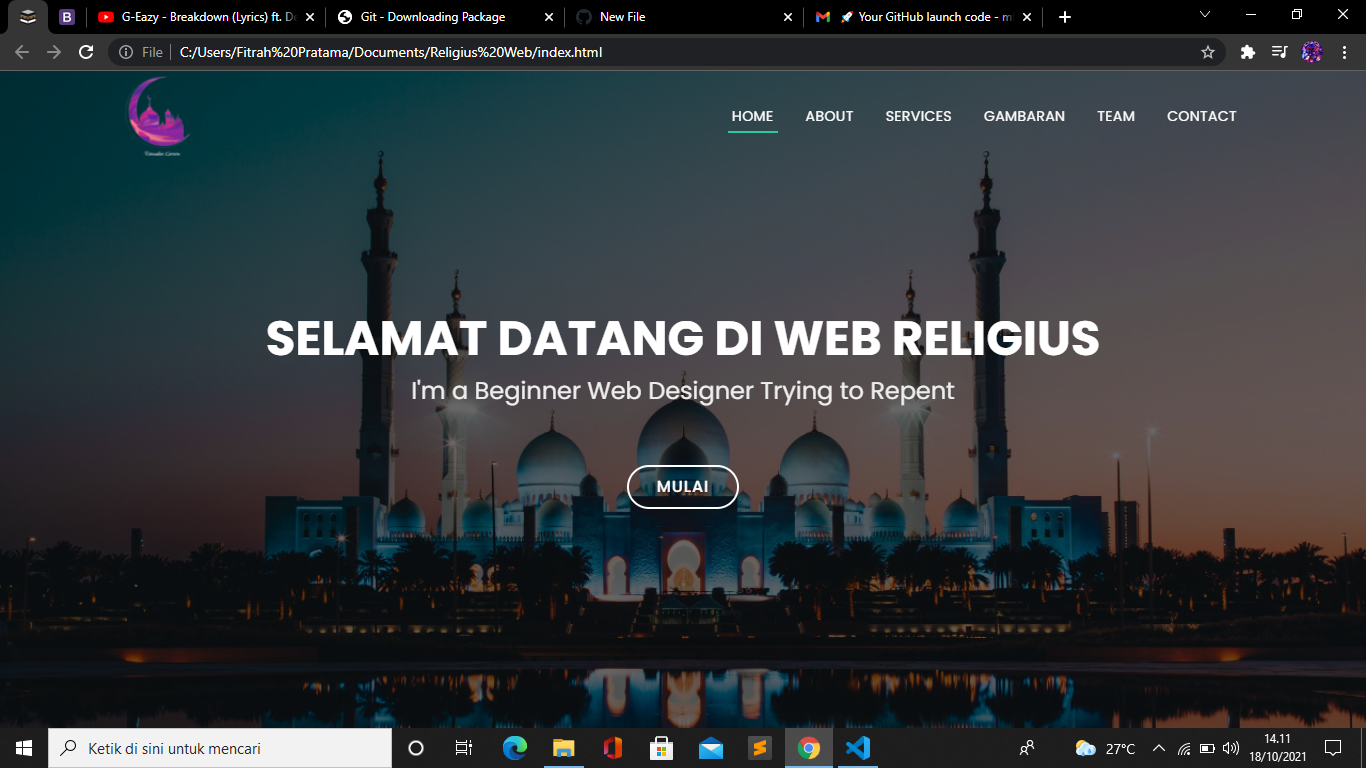 G-Eazy - Breakdown (Lyrics) ft. De
Git - Downloading Package
New File
🚀 Your GitHub launch code - m
File
C:/Users/Fitrah%20Pratama/Documents/Religius%20Web/index.html
HOME
ABOUT
SERVICES
GAMBARAN
TEAM
CONTACT
SELAMAT DATANG DI WEB RELIGIUS
I'm a Beginner Web Designer Trying to Repent
MULAI
Ketik di sini untuk mencari
27°C
14.11
18/10/2021